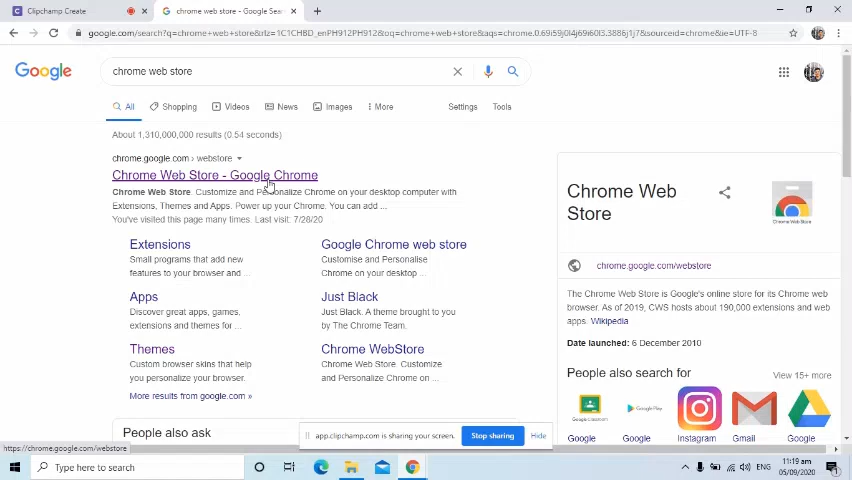 Clipchamp Create
chrome web store - Google Sea
google.com/search?q=chrome+web+store&rlz=1C1CHBD_enPH912PH912&oq=chrome+web+store&aqs=chrome.0.69i59j0l4j69i60l3.3886j1j7&sourceid=chrome&ie=UTF-8
Google
chrome web store
All
Shopping
Videos
News
Images
More
Settings
Tools
About 1,310,000,000 results (0.54 seconds)
chrome.google.com › webstore
Chrome Web Store - Google Chrome
Chrome Web Store. Customize and Personalize Chrome on your desktop computer with
Extensions, Themes and Apps. Power up your Chrome. You can add ...
You've visited this page many times. Last visit: 7/28/20
Extensions
Small programs that add new
features to your browser and ...
Google Chrome web store
Customise and Personalise
Chrome on your desktop ...
Apps
Discover great apps, games,
extensions and themes for ...
Just Black
Just Black. A theme brought to you
by The Chrome Team.
Themes
Custom browser skins that help
you personalize your browser.
Chrome WebStore
Chrome Web Store. Customize
and Personalize Chrome on ...
More results from google.com »
People also ask
Chrome Web
Store
chrome web store
chrome.google.com/webstore
The Chrome Web Store is Google's online store for its Chrome web
browser. As of 2019, CWS hosts about 190,000 extensions and web
apps. Wikipedia
Date launched: 6 December 2010
People also search for
View 15+ more
Google Classroom
Google Play
Google
Google
Instagram
Gmail
Google
app.clipchamp.com is sharing your screen.
Stop sharing
Hide
https://chrome.google.com/webstore
Type here to search
ENG
11:19 am
05/09/2020